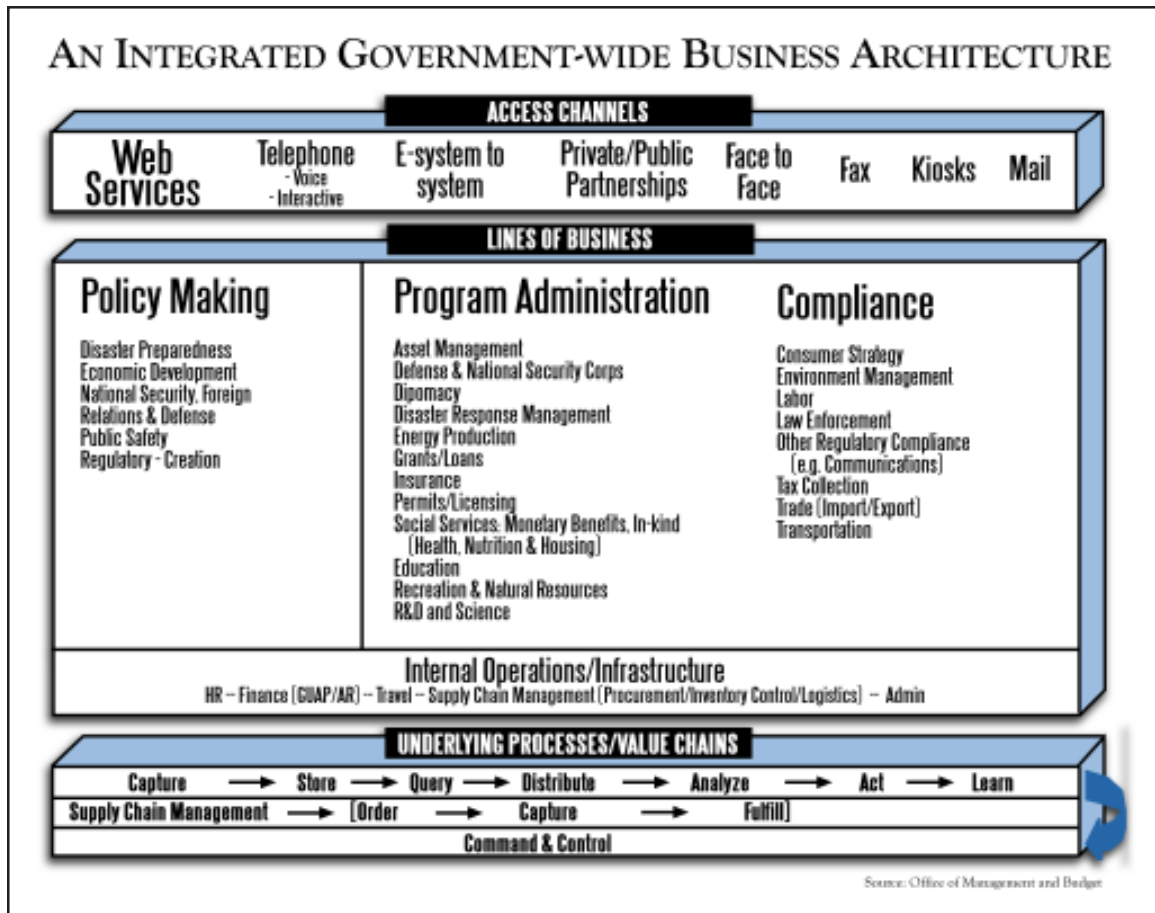 AN INTEGRATED GOVERNMENT-WIDE BUSINESS ARCHITECTURE
ACCESS CHANNELS
Web Services
Telephone
- Voice
- Interactive
E-system to system
Private/Public Partnerships
Face to Face
Fax
Kiosks
Mail
LINES OF BUSINESS
Policy Making
Disaster Preparedness
Economic Development
National Security, Foreign
Relations & Defense
Public Safety
Regulatory - Creation
Program Administration
Asset Management
Defense & National Security Corps
Dipomacy
Disaster Response Management
Energy Production
Grants/Loans
Insurance
Permits/Licensing
Social Services: Monetary Benefits, In-kind
(Health, Nutrition & Housing)
Education
Recreation & Natural Resources
R&D and Science
Compliance
Consumer Strategy
Environment Management
Labor
Law Enforcement
Other Regulatory Compliance
(e.g. Communications)
Tax Collection
Trade (Import/Export)
Transportation
Internal Operations/Infrastructure
HR – Finance (GUAP/AR) – Travel – Supply Chain Management (Procurement/Inventory Control/Logistics) – Admin
UNDERLYING PROCESSES/VALUE CHAINS
Capture → Store → Query → Distribute → Analyze → Act → Learn
Supply Chain Management → [Order → Capture → Fulfill]
Command & Control
Source: Office of Management and Budget